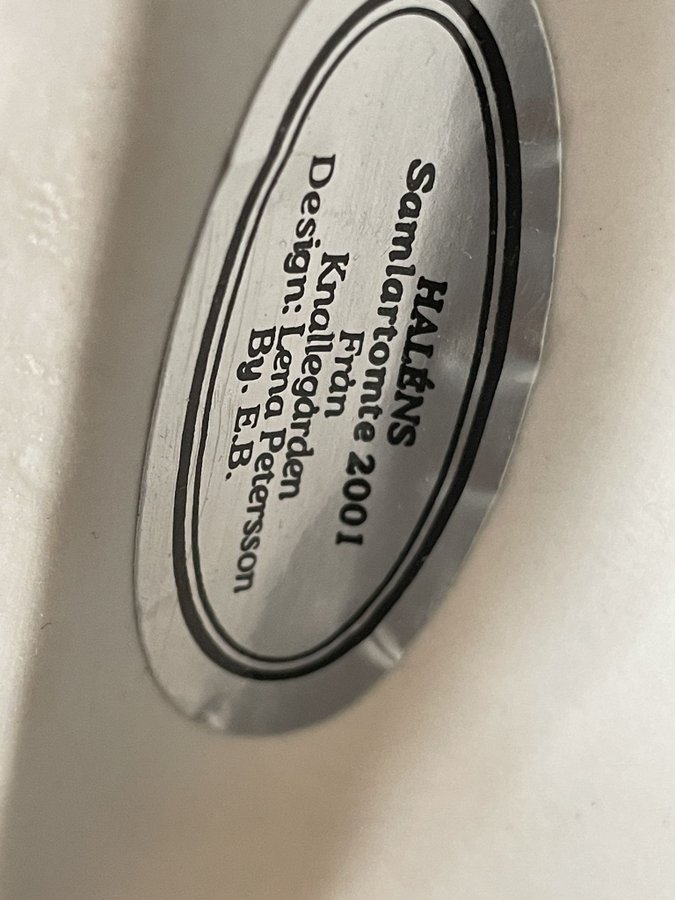 HALÉNS
Samlartomte 2001
Från
Knallegården
Design: Lena Petersson
By. E.B.